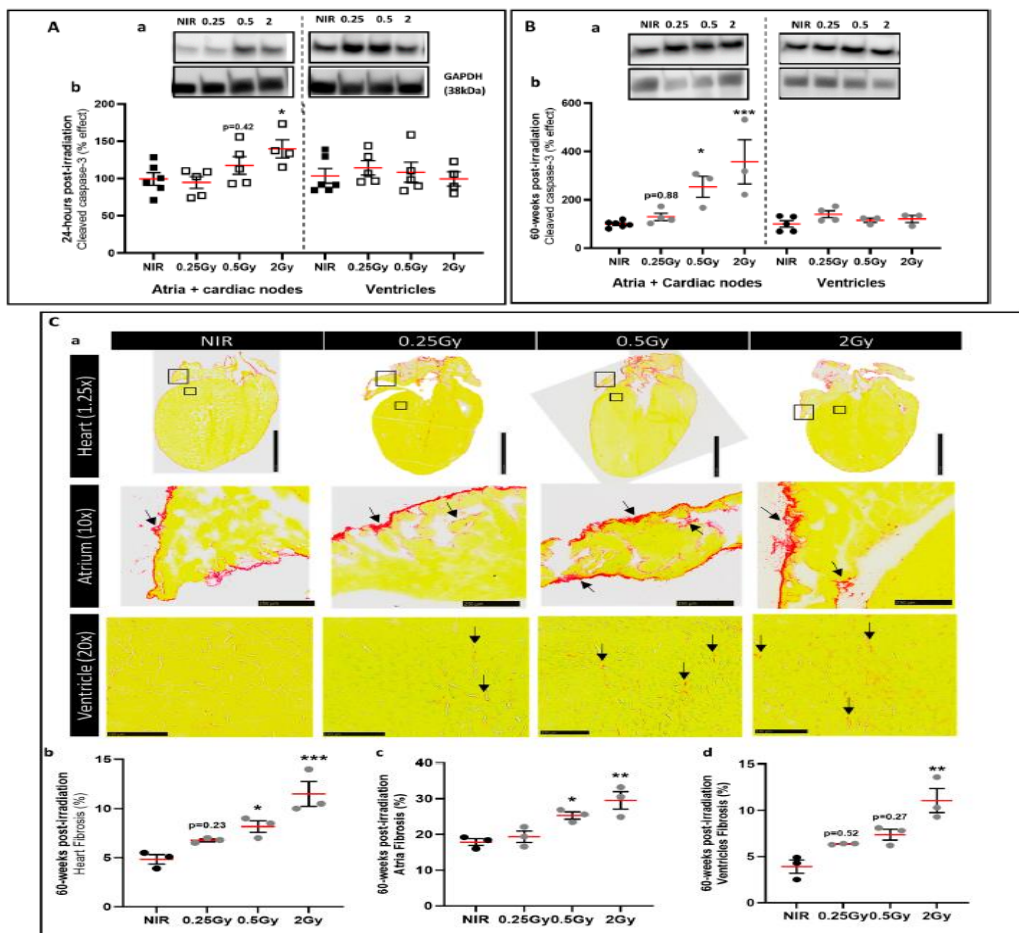 A
a
NIR 0.25 0.5 2
NIR 0.25 0.5 2
GAPDH
(38kDa)
b
24-hours post-irradiation
Cleaved caspase-3 (% effect)
200
150
100
50
0
p=0.42
*
NIR 0.25Gy 0.5Gy 2Gy NIR 0.25Gy 0.5Gy 2Gy
Atria + cardiac nodes Ventricles
B
a
NIR 0.25 0.5 2
NIR 0.25 0.5 2
b
60-weeks post-irradiation
Cleaved caspase-3 (% effect)
600
400
200
0
p=0.88
*
***
NIR 0.25Gy 0.5Gy 2Gy NIR 0.25Gy 0.5Gy 2Gy
Atria + Cardiac nodes Ventricles
C
a
NIR 0.25Gy 0.5Gy 2Gy
Heart (1.25x)
Atrium (10x)
Ventricle (20x)
b
60-weeks post-irradiation
Heart Fibrosis (%)
15
10
5
0
p=0.23
*
***
NIR 0.25Gy 0.5Gy 2Gy
c
60-weeks post-irradiation
Atria Fibrosis (%)
40
30
20
10
0
*
**
NIR 0.25Gy 0.5Gy 2Gy
d
60-weeks post-irradiation
Ventricles Fibrosis (%)
15
10
5
0
p=0.52
p=0.27
**
NIR 0.25Gy 0.5Gy 2Gy